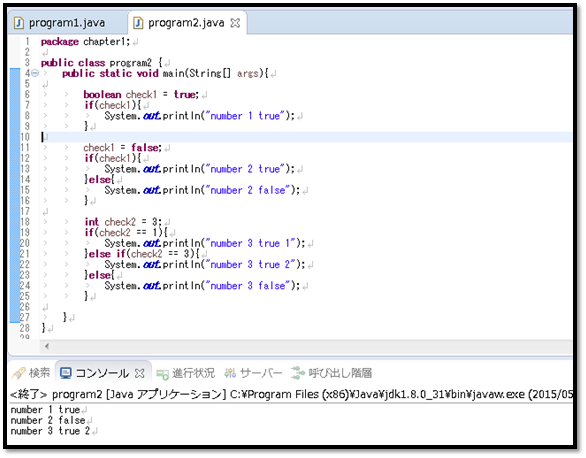 program1.java program2.java
1 package chapter1;
2
3 public class program2 {
4 public static void main(String[] args){
5
6 boolean check1 = true;
7 if(check1){
8 System.out.println("number 1 true");
9 }
10
11 check1 = false;
12 if(check1){
13 System.out.println("number 2 true");
14 }else{
15 System.out.println("number 2 false");
16 }
17
18 int check2 = 3;
19 if(check2 == 1){
20 System.out.println("number 3 true 1");
21 }else if(check2 == 3){
22 System.out.println("number 3 true 2");
23 }else{
24 System.out.println("number 3 false");
25 }
26
27 }
28 }
29
検索 コンソール 進行状況 サーバー 呼び出し階層
<終了> program2 [Java アプリケーション] C:¥Program Files (x86)¥Java¥jdk1.8.0_31¥bin¥javaw.exe (2015/05
number 1 true
number 2 false
number 3 true 2